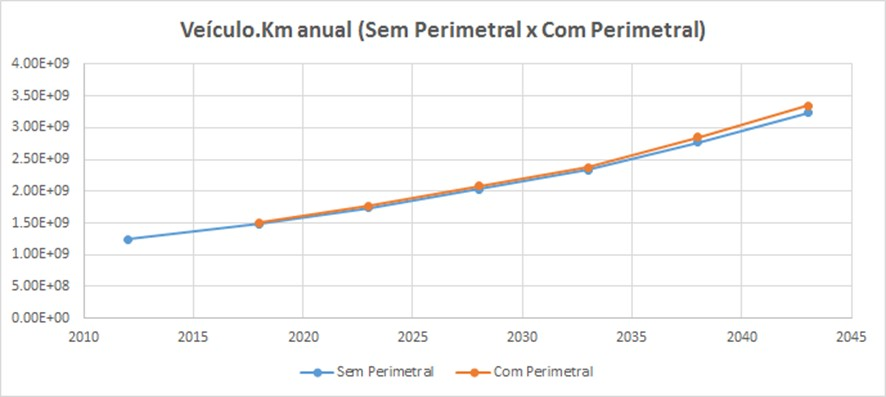 Veículo.Km anual (Sem Perimetral x Com Perimetral)
4.00E+09
3.50E+09
3.00E+09
2.50E+09
2.00E+09
1.50E+09
1.00E+09
5.00E+08
0.00E+00
2010 2015 2020 2025 2030 2035 2040 2045
Sem Perimetral Com Perimetral